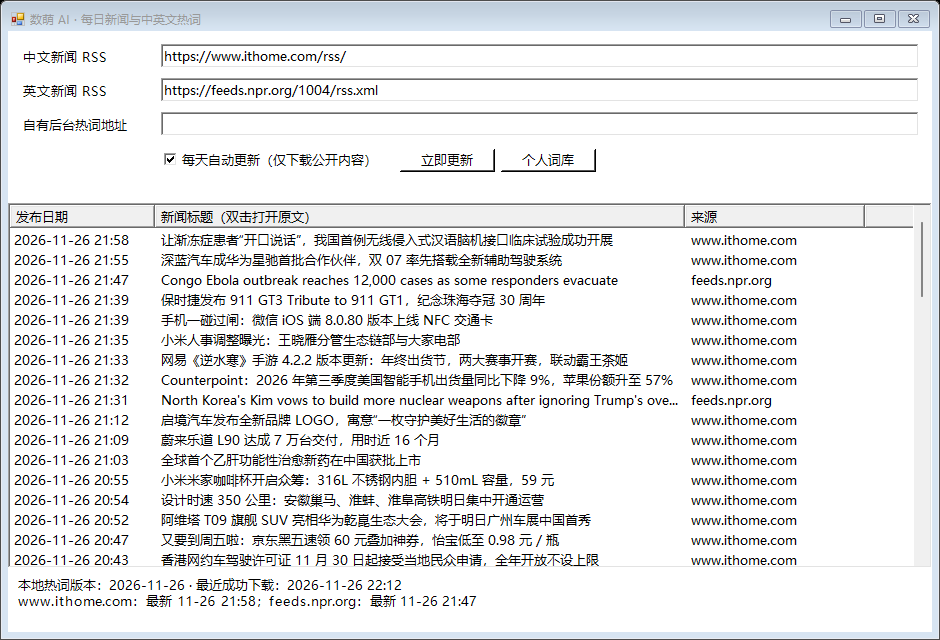 数萌 AI · 每日新闻与中英文热词
中文新闻 RSS https://www.ithome.com/rss/
英文新闻 RSS https://feeds.npr.org/1004/rss.xml
自有后台热词地址
每天自动更新（仅下载公开内容） 立即更新 个人词库
发布日期 新闻标题（双击打开原文） 来源
2026-11-26 21:58 让渐冻症患者“开口说话”，我国首例无线侵入式汉语脑机接口临床试验成功开展 www.ithome.com
2026-11-26 21:55 深蓝汽车成华为星驰首批合作伙伴，双 07 率先搭载全新辅助驾驶系统 www.ithome.com
2026-11-26 21:47 Congo Ebola outbreak reaches 12,000 cases as some responders evacuate feeds.npr.org
2026-11-26 21:39 保时捷发布 911 GT3 Tribute to 911 GT1，纪念珠海夺冠 30 周年 www.ithome.com
2026-11-26 21:39 手机一碰过闸：微信 iOS 端 8.0.80 版本上线 NFC 交通卡 www.ithome.com
2026-11-26 21:35 小米人事调整曝光：王晓雁分管生态链部与大家电部 www.ithome.com
2026-11-26 21:33 网易《逆水寒》手游 4.2.2 版本更新：年终出货节，两大赛事开赛，联动霸王茶姬 www.ithome.com
2026-11-26 21:32 Counterpoint：2026 年第三季度美国智能手机出货量同比下降 9%，苹果份额升至 57% www.ithome.com
2026-11-26 21:31 North Korea's Kim vows to build more nuclear weapons after ignoring Trump's ove... feeds.npr.org
2026-11-26 21:12 启境汽车发布全新品牌 LOGO，寓意“一枚守护美好生活的徽章” www.ithome.com
2026-11-26 21:09 蔚来乐道 L90 达成 7 万台交付，用时近 16 个月 www.ithome.com
2026-11-26 21:03 全球首个乙肝功能性治愈新药在中国获批上市 www.ithome.com
2026-11-26 20:55 小米米家咖啡杯开启众筹：316L 不锈钢内胆 + 510mL 容量，59 元 www.ithome.com
2026-11-26 20:54 设计时速 350 公里：安徽巢马、淮蚌、淮阜高铁明日集中开通运营 www.ithome.com
2026-11-26 20:52 阿维塔 T09 旗舰 SUV 亮相华为乾崑生态大会，将于明日广州车展中国首秀 www.ithome.com
2026-11-26 20:47 又要到周五啦：京东黑五速领 60 元叠加神券，怡宝低至 0.98 元 / 瓶 www.ithome.com
2026-11-26 20:43 香港网约车驾驶许可证 11 月 30 日起接受当地民众申请，全年开放不设上限 www.ithome.com
本地热词版本：2026-11-26 · 最近成功下载：2026-11-26 22:12
www.ithome.com：最新 11-26 21:58；feeds.npr.org：最新 11-26 21:47